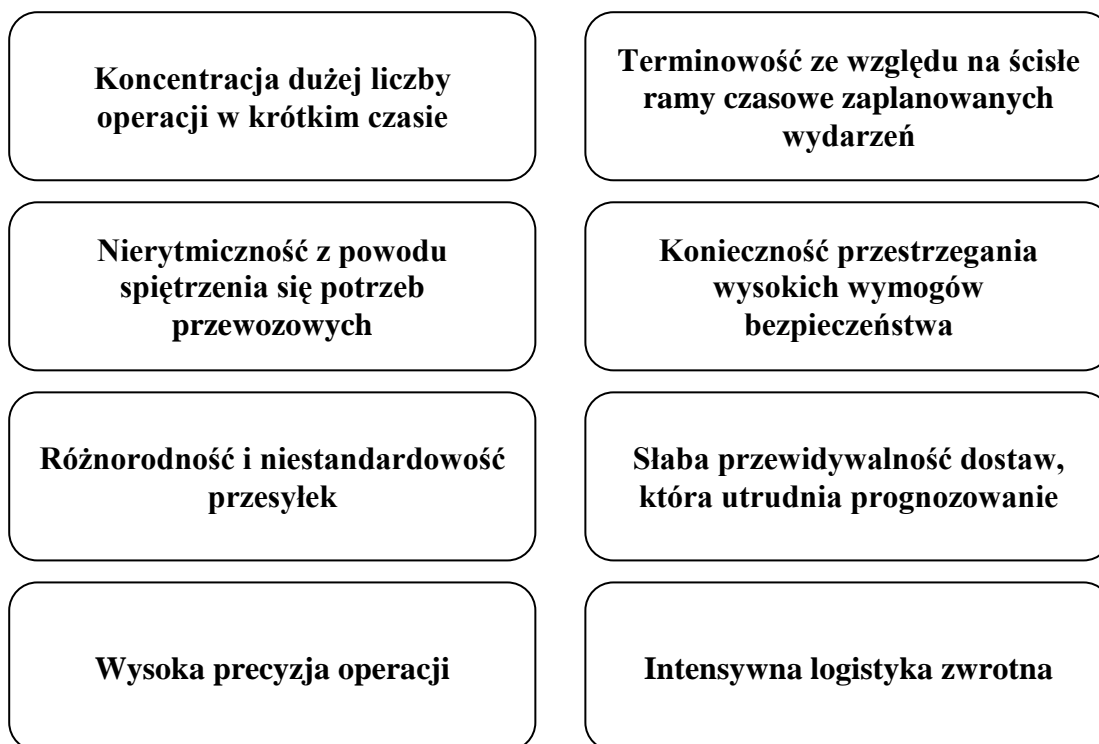 Koncentracja dużej liczby
operacji w krótkim czasie
Terminowość ze względu na ścisłe
ramy czasowe zaplanowanych
wydarzeń
Nierytmiczność z powodu
spiętrzenia się potrzeb
przewozowych
Konieczność przestrzegania
wysokich wymogów
bezpieczeństwa
Różnorodność i niestandardowość
przesyłek
Słaba przewidywalność dostaw,
która utrudnia prognozowanie
Wysoka precyzja operacji
Intensywna logistyka zwrotna